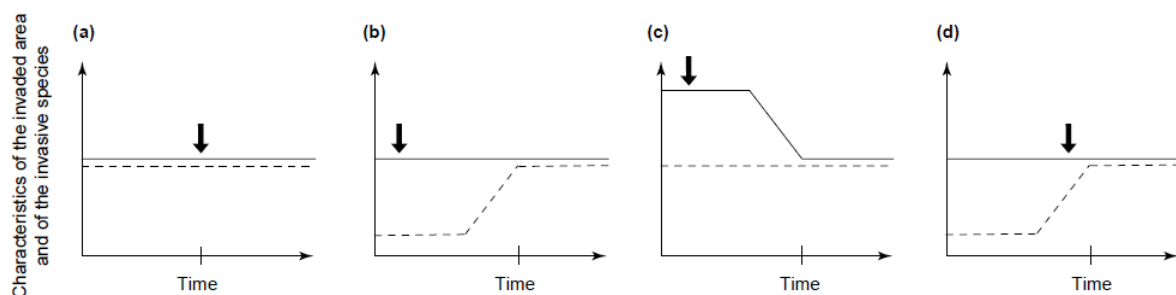 Characteristics of the invaded area
and of the invasive species
(a)
Time
(b)
Time
(c)
Time
(d)
Time